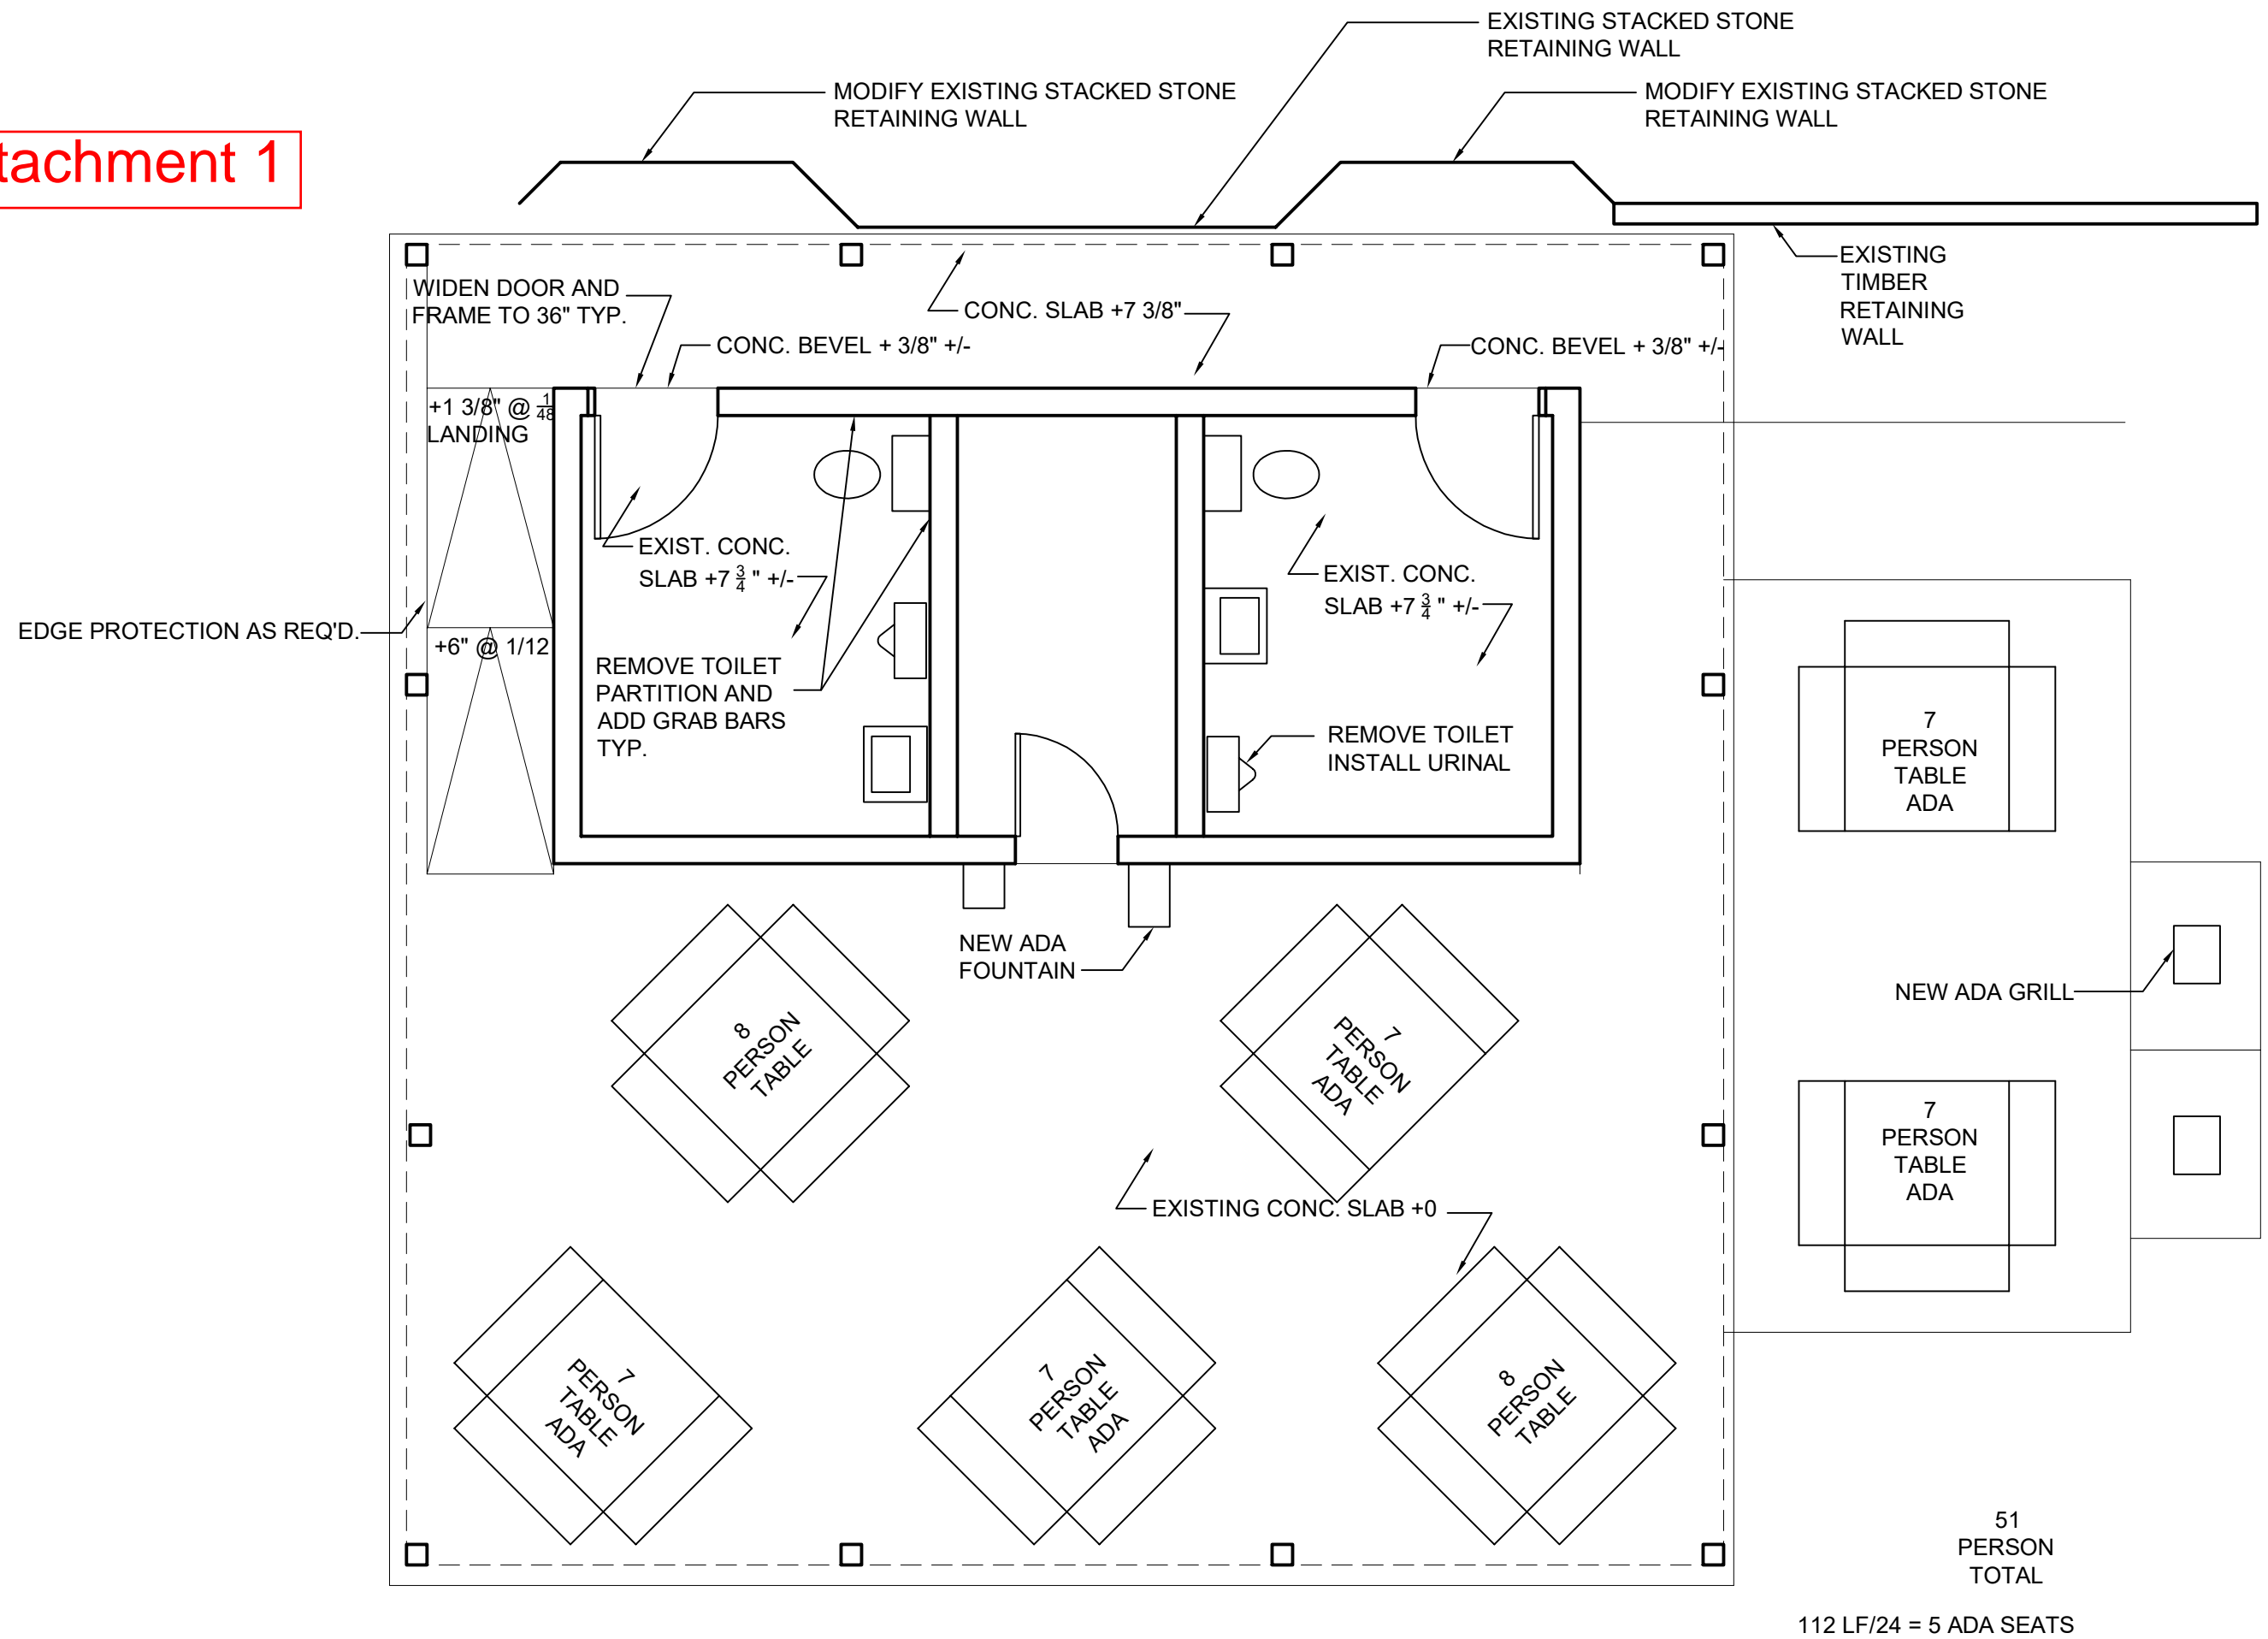 EXISTING STACKED STONE
RETAINING WALL
MODIFY EXISTING STACKED STONE
RETAINING WALL
MODIFY EXISTING STACKED STONE
RETAINING WALL
tachment 1
EXISTING
TIMBER
RETAINING
WALL
WIDEN DOOR AND
FRAME TO 36" TYP.
CONC. SLAB +7 3/8"
CONC. BEVEL + 3/8" +/-
CONC. BEVEL + 3/8" +/-
+1 3/8" @ 1/48
LANDING
EXIST. CONC.
SLAB +7 3/4 " +/-
EXIST. CONC.
SLAB +7 3/4 " +/-
EDGE PROTECTION AS REQ'D.
+6" @ 1/12
REMOVE TOILET
PARTITION AND
ADD GRAB BARS
TYP.
REMOVE TOILET
INSTALL URINAL
7
PERSON
TABLE
ADA
NEW ADA
FOUNTAIN
NEW ADA GRILL
8
PERSON
TABLE
7
PERSON
TABLE
ADA
7
PERSON
TABLE
ADA
EXISTING CONC. SLAB +0
7
PERSON
TABLE
ADA
7
PERSON
TABLE
ADA
8
PERSON
TABLE
51
PERSON
TOTAL
112 LF/24 = 5 ADA SEATS